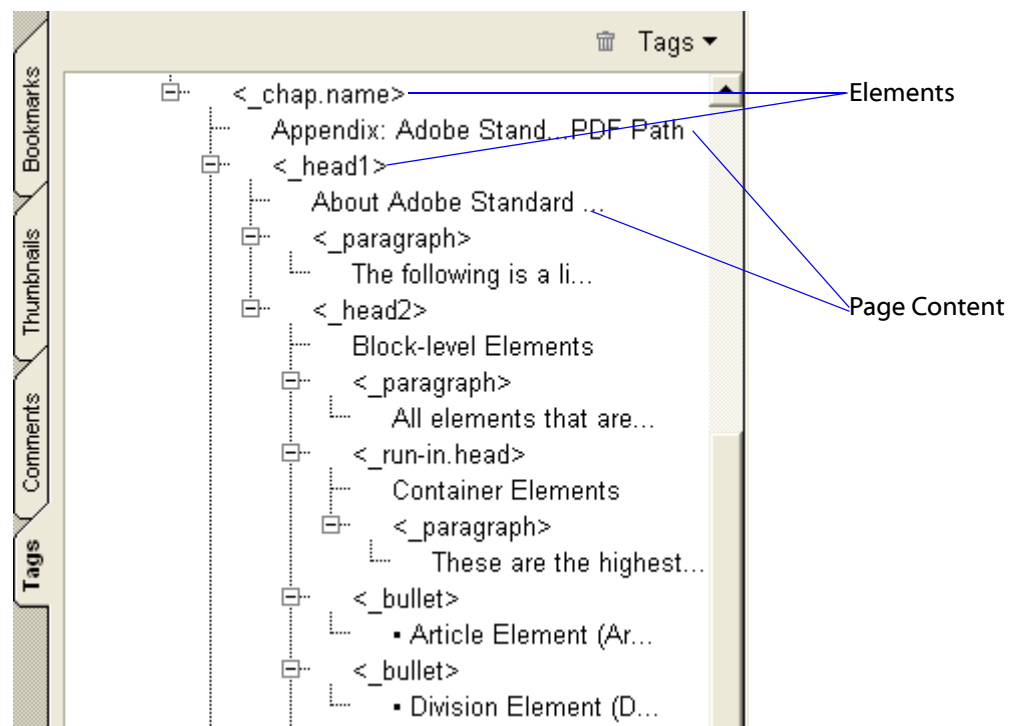 Tags
<_chap.name>
Elements
Appendix: Adobe Stand...PDF Path
<_head1>
About Adobe Standard ...
<_paragraph>
The following is a li...
<_head2>
Page Content
Block-level Elements
<_paragraph>
All elements that are...
<_run-in.head>
Container Elements
<_paragraph>
These are the highest...
<_bullet>
▪ Article Element (Ar...
<_bullet>
▪ Division Element (D...
Bookmarks
Thumbnails
Comments
Tags